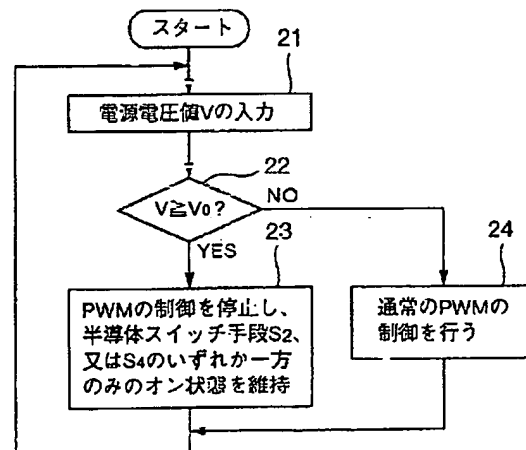 スタート
21
電源電圧値Vの入力
22
V≧V0?
NO
YES
23
24
PWMの制御を停止し、
半導体スイッチ手段S2、
又はS4のいずれか一方
のみのオン状態を維持
通常のPWMの
制御を行う